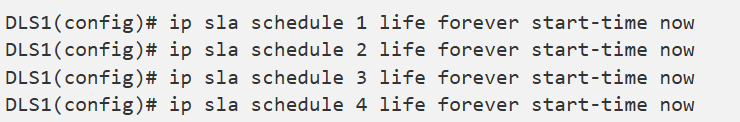 DLS1(config)# ip sla schedule 1 life forever start-time now
DLS1(config)# ip sla schedule 2 life forever start-time now
DLS1(config)# ip sla schedule 3 life forever start-time now
DLS1(config)# ip sla schedule 4 life forever start-time now